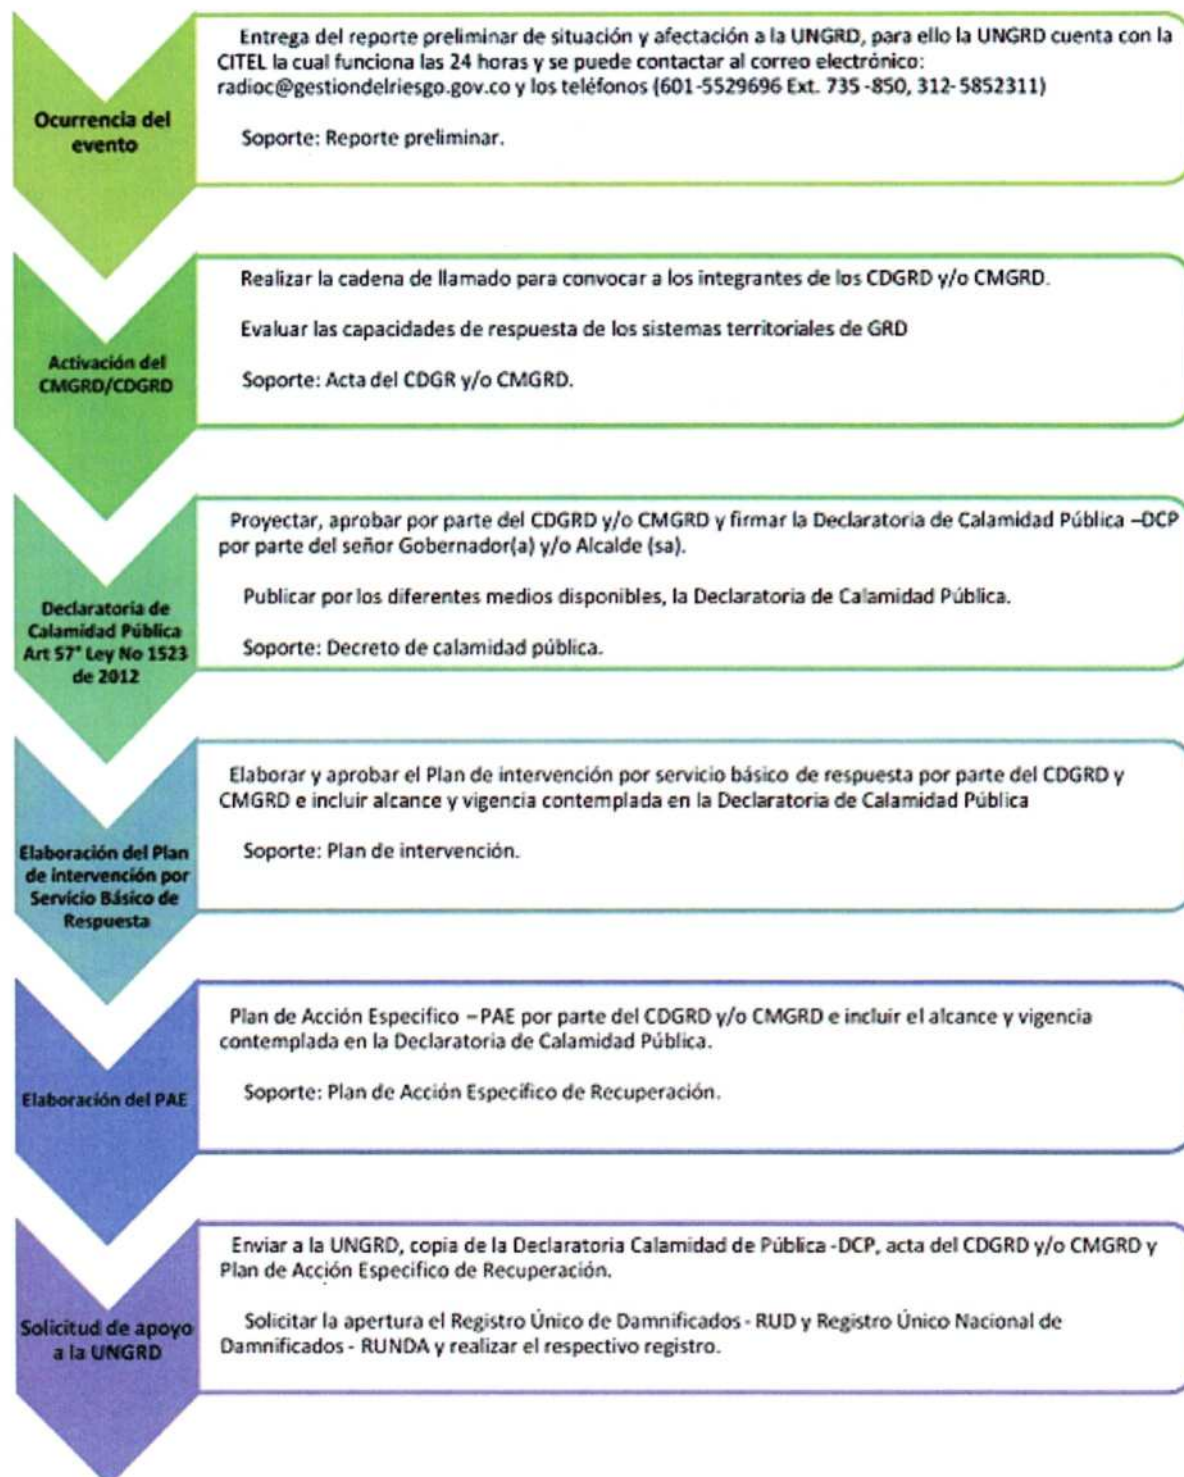 Ocurrencia del
evento
Entrega del reporte preliminar de situación y afectación a la UNGRD, para ello la UNGRD cuenta con la
CITEL la cual funciona las 24 horas y se puede contactar al correo electrónico:
radioc@gestiondelriesgo.gov.co y los teléfonos (601-5529696 Ext. 735 -850, 312- 5852311)
Soporte: Reporte preliminar.
Activación del
CMGRD/CDGRD
Realizar la cadena de llamado para convocar a los integrantes de los CDGRD y/o CMGRD.
Evaluar las capacidades de respuesta de los sistemas territoriales de GRD
Soporte: Acta del CDGR y/o CMGRD.
Declaratoria de
Calamidad Pública
Art 57° Ley No 1523
de 2012
Proyectar, aprobar por parte del CDGRD y/o CMGRD y firmar la Declaratoria de Calamidad Pública –DCP
por parte del señor Gobernador(a) y/o Alcalde (sa).
Publicar por los diferentes medios disponibles, la Declaratoria de Calamidad Pública.
Soporte: Decreto de calamidad pública.
Elaboración del Plan
de intervención por
Servicio Básico de
Respuesta
Elaborar y aprobar el Plan de intervención por servicio básico de respuesta por parte del CDGRD y
CMGRD e incluir alcance y vigencia contemplada en la Declaratoria de Calamidad Pública
Soporte: Plan de intervención.
Elaboración del PAE
Plan de Acción Especifico – PAE por parte del CDGRD y/o CMGRD e incluir el alcance y vigencia
contemplada en la Declaratoria de Calamidad Pública.
Soporte: Plan de Acción Especifico de Recuperación.
Solicitud de apoyo
a la UNGRD
Enviar a la UNGRD, copia de la Declaratoria Calamidad de Pública -DCP, acta del CDGRD y/o CMGRD y
Plan de Acción Especifico de Recuperación.
Solicitar la apertura el Registro Único de Damnificados - RUD y Registro Único Nacional de
Damnificados - RUNDA y realizar el respectivo registro.